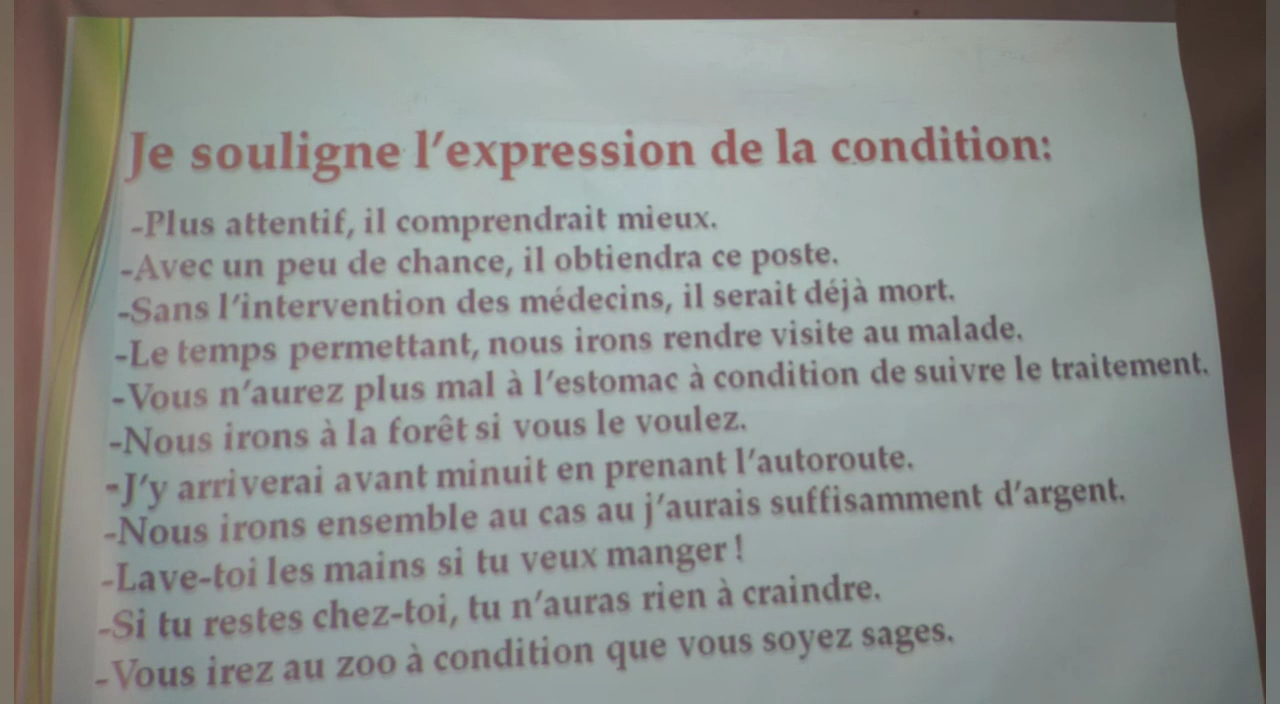 Je souligne l'expression de la condition:
-Plus attentif, il comprendrait mieux.
-Avec un peu de chance, il obtiendra ce poste.
-Sans l'intervention des médecins, il serait déjà mort.
-Le temps permettant, nous irons rendre visite au malade.
-Vous n'aurez plus mal à l'estomac à condition de suivre le traitement.
-Nous irons à la forêt si vous le voulez.
-J'y arriverai avant minuit en prenant l'autoroute.
-Nous irons ensemble au cas au j'aurais suffisamment d'argent.
-Lave-toi les mains si tu veux manger !
-Si tu restes chez-toi, tu n'auras rien à craindre.
-Vous irez au zoo à condition que vous soyez sages.